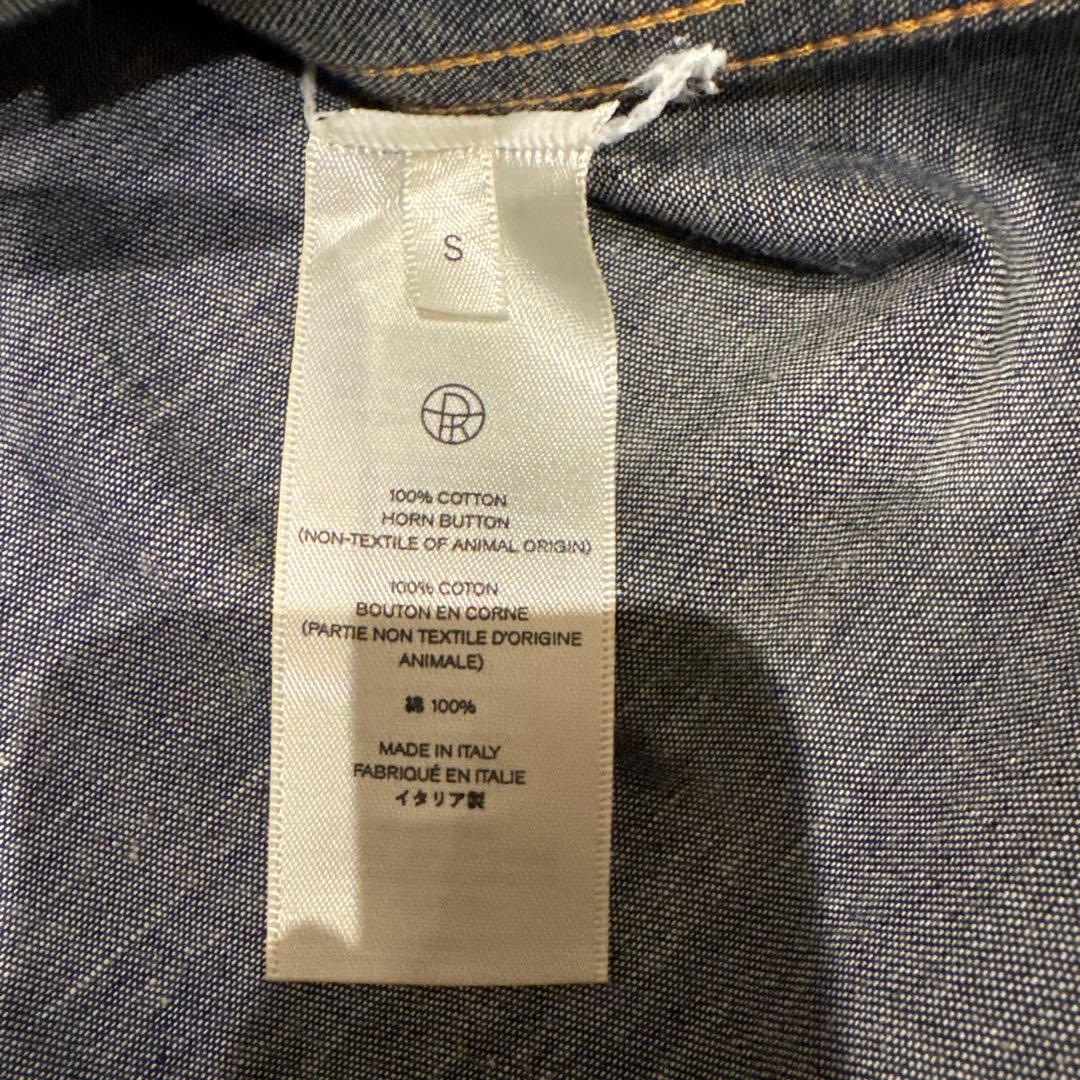 S
100% COTTON
HORN BUTTON
(NON-TEXTILE OF ANIMAL ORIGIN)
100% COTON
BOUTON EN CORNE
(PARTIE NON TEXTILE D'ORIGINE
ANIMALE)
綿 100%
MADE IN ITALY
FABRIQUÉ EN ITALIE
イタリア製